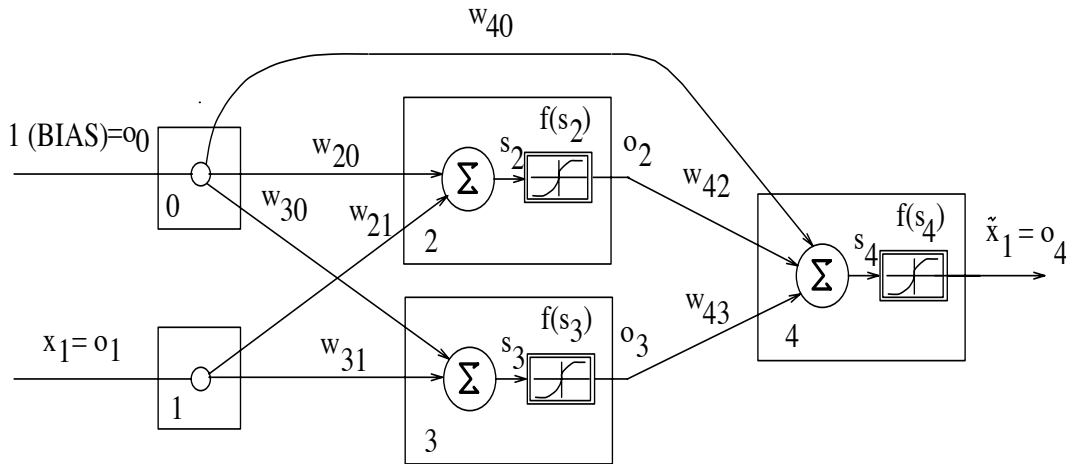 w40
1 (BIAS)=o0
w20
s2
f(s2)
o2
w42
0
w30
w21
2
s4
f(s4)
x̃1 = o4
x1= o1
w31
s3
f(s3)
o3
w43
4
1
3
Σ
Σ
Σ